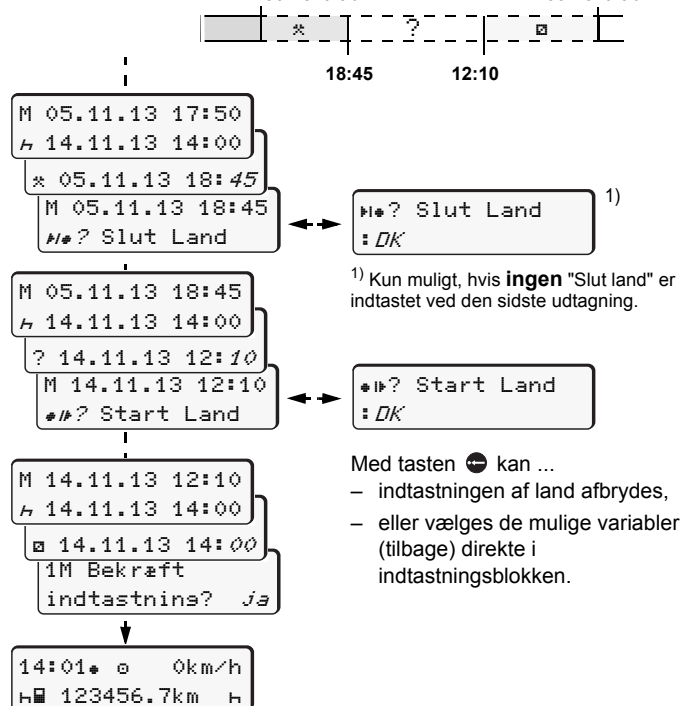 ?
18:45 12:10
M 05.11.13 17:50
14.11.13 14:00
05.11.13 18:45
M 05.11.13 18:45
? Slut Land
? Slut Land
:DK
1)
1) Kun muligt, hvis ingen "Slut land" er
indtastet ved den sidste udtagning.
M 05.11.13 18:45
14.11.13 14:00
? 14.11.13 12:10
M 14.11.13 12:10
? Start Land
? Start Land
:DK
Med tasten kan ...
– indtastningen af land afbrydes,
– eller vælges de mulige variabler
(tilbage) direkte i
indtastningsblokken.
M 14.11.13 12:10
14.11.13 14:00
14.11.13 14:00
1M Bekræft
indtastning? ja
14:01 0km/h
123456.7km